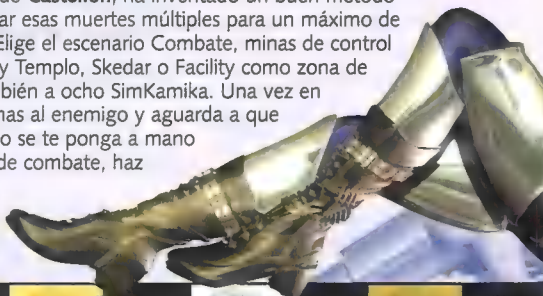 de Castellón, ha inventado un buen método
ar esas muertes múltiples para un máximo de
Elige el escenario Combate, minas de control
y Templo, Skedar o Facility como zona de
bién a ocho SimKamika. Una vez en
nas al enemigo y aguarda a que
o se te ponga a mano
de combate, haz